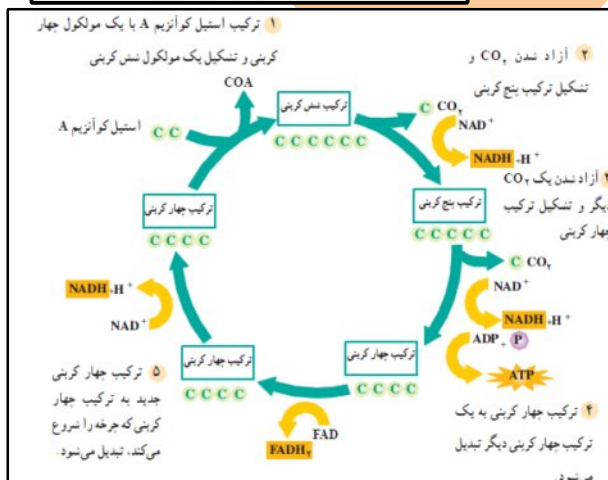 ۱ ترکیب استیل کوآنزیم A با یک مولکول چهار
کربنی و تشکیل یک مولکول شش کربنی
COA
استیل کوآنزیم A
C C
ترکیب شش کربنی
C C C C C C
۲ آزاد شدن CO۲ و
تشکیل ترکیب پنج کربنی
C CO۲
NAD+
NADH+H+
ترکیب پنج کربنی
C C C C C
آزاد شدن یک CO۲
دیگر و تشکیل ترکیب
چهار کربنی
C CO۲
NAD+
NADH+H+
ADP+P
ATP
ترکیب چهار کربنی
C C C C
۴ ترکیب چهار کربنی به یک
ترکیب چهار کربنی دیگر تبدیل
می‌شود.
FAD
FADH۲
ترکیب چهار کربنی
C C C C
۵ ترکیب چهار کربنی
جدید به ترکیب چهار
کربنی که چرخه را شروع
می‌کند، تبدیل می‌شود.
NAD+
NADH+H+
ترکیب چهار کربنی
C C C C